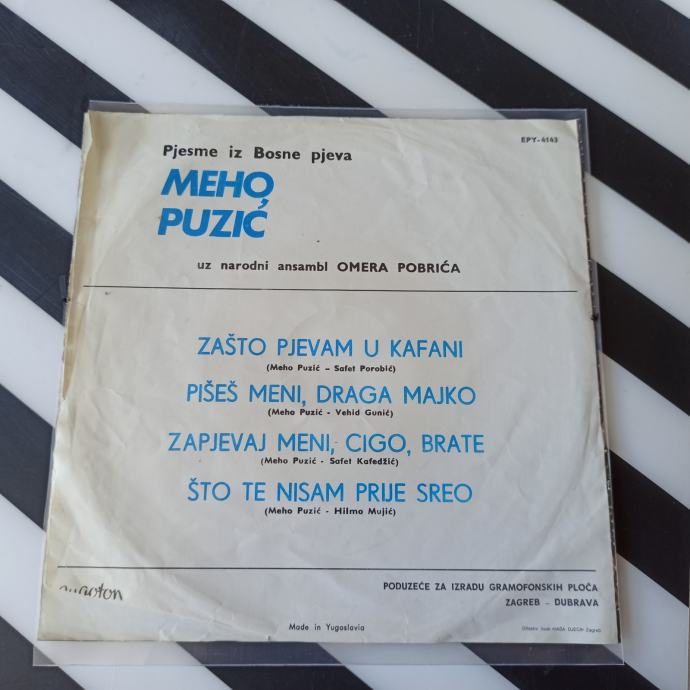 EPY-4143
Pjesme iz Bosne pjeva
MEHO
PUZIĆ
uz narodni ansambl OMERA POBRIĆA
ZAŠTO PJEVAM U KAFANI
(Meho Puzić - Safet Porobić)
PIŠEŠ MENI, DRAGA MAJKO
(Meho Puzić - Vehid Gunić)
ZAPJEVAJ MENI, CIGO, BRATE
(Meho Puzić - Safet Kafedžić)
ŠTO TE NISAM PRIJE SREO
(Meho Puzić - Hilmo Mujić)
PODUZEĆE ZA IZRADU GRAMOFONSKIH PLOČA
ZAGREB - DUBRAVA
Made in Yugoslavia
Zagreb